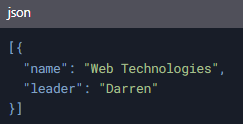 json
[{
  "name": "Web Technologies",
  "leader": "Darren"
}]